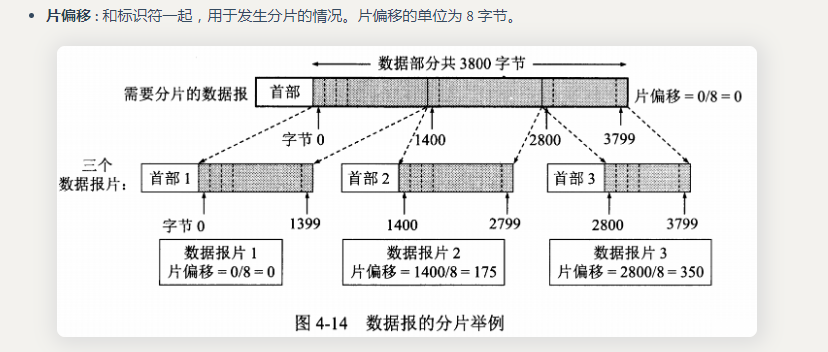 片偏移 : 和标识符一起，用于发生分片的情况。片偏移的单位为 8 字节。
数据部分共 3800 字节
需要分片的数据报 首部 片偏移 = 0/8 = 0
字节 0 1400 2800 3799
三个
数据报片： 首部 1 首部 2 首部 3
字节 0 1399 1400 2799 2800 3799
数据报片 1 数据报片 2 数据报片 3
片偏移 = 0/8 = 0 片偏移 = 1400/8 = 175 片偏移 = 2800/8 = 350
图 4-14 数据报的分片举例